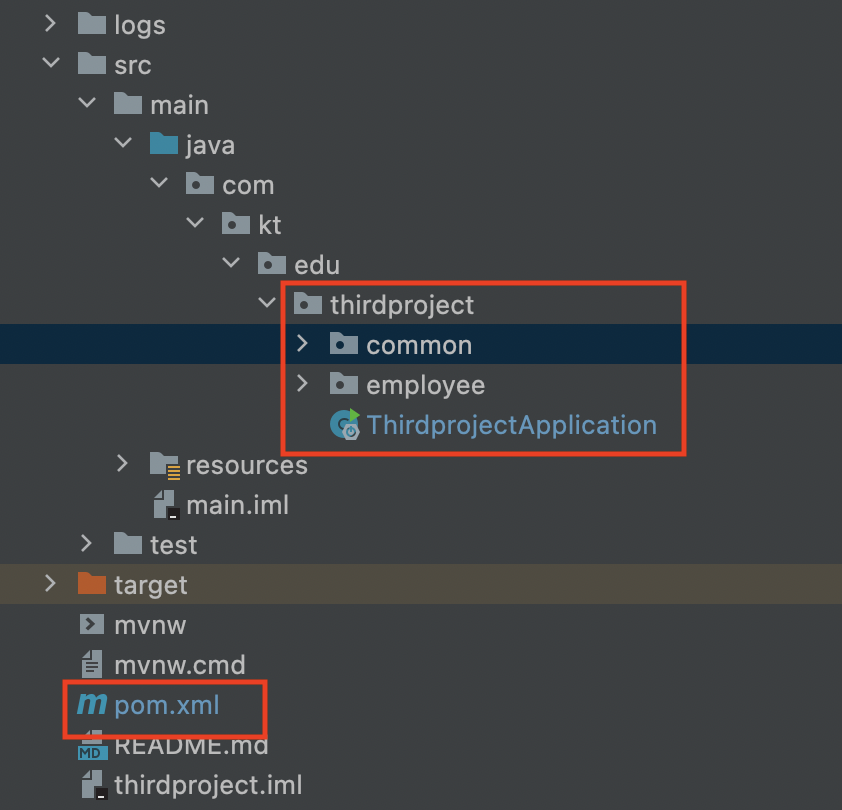 logs
src
main
java
com
kt
edu
thirdproject
common
employee
ThirdprojectApplication
resources
main.iml
test
target
mvnw
mvnw.cmd
m pom.xml
MD README.md
thirdproject.iml